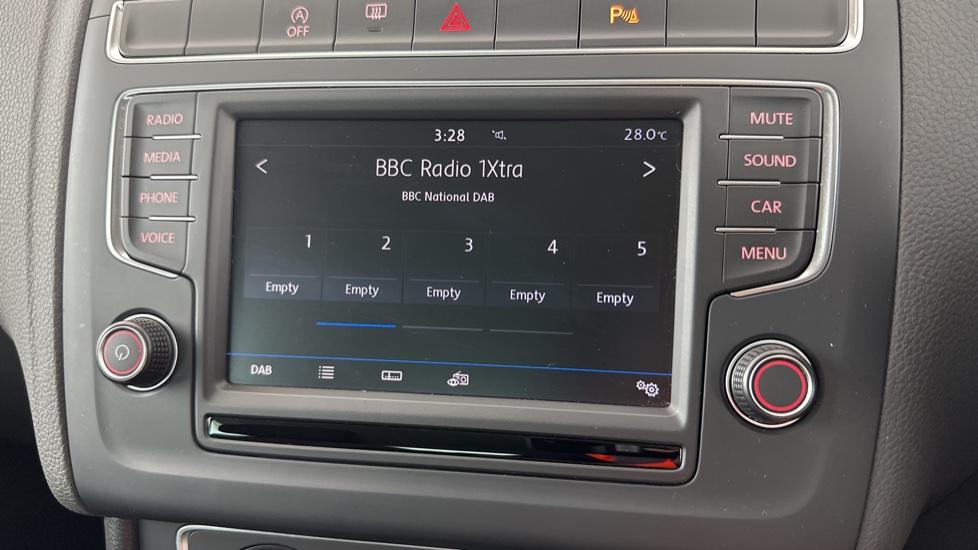 OFF
P
RADIO
MEDIA
PHONE
VOICE
3:28
28.0°C
<
BBC Radio 1Xtra
>
BBC National DAB
1 2 3 4 5
Empty Empty Empty Empty Empty
DAB
MUTE
SOUND
CAR
MENU